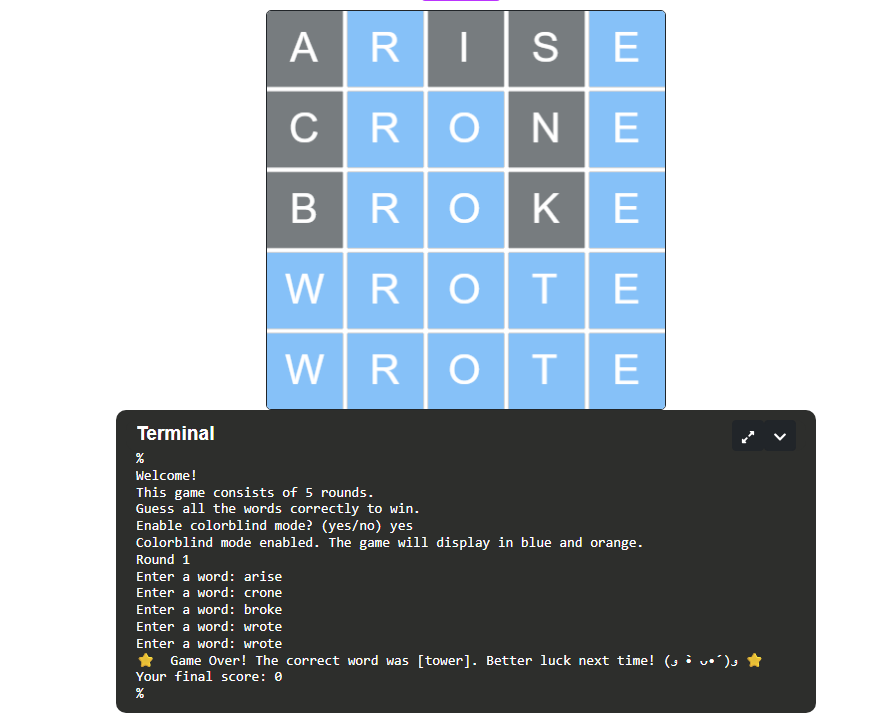 A R I S E
C R O N E
B R O K E
W R O T E
W R O T E
Terminal
%
Welcome!
This game consists of 5 rounds.
Guess all the words correctly to win.
Enable colorblind mode? (yes/no) yes
Colorblind mode enabled. The game will display in blue and orange.
Round 1
Enter a word: arise
Enter a word: crone
Enter a word: broke
Enter a word: wrote
Enter a word: wrote
⭐ Game Over! The correct word was [tower]. Better luck next time! (و •̀ ᴗ•́ )و ⭐
Your final score: 0
%